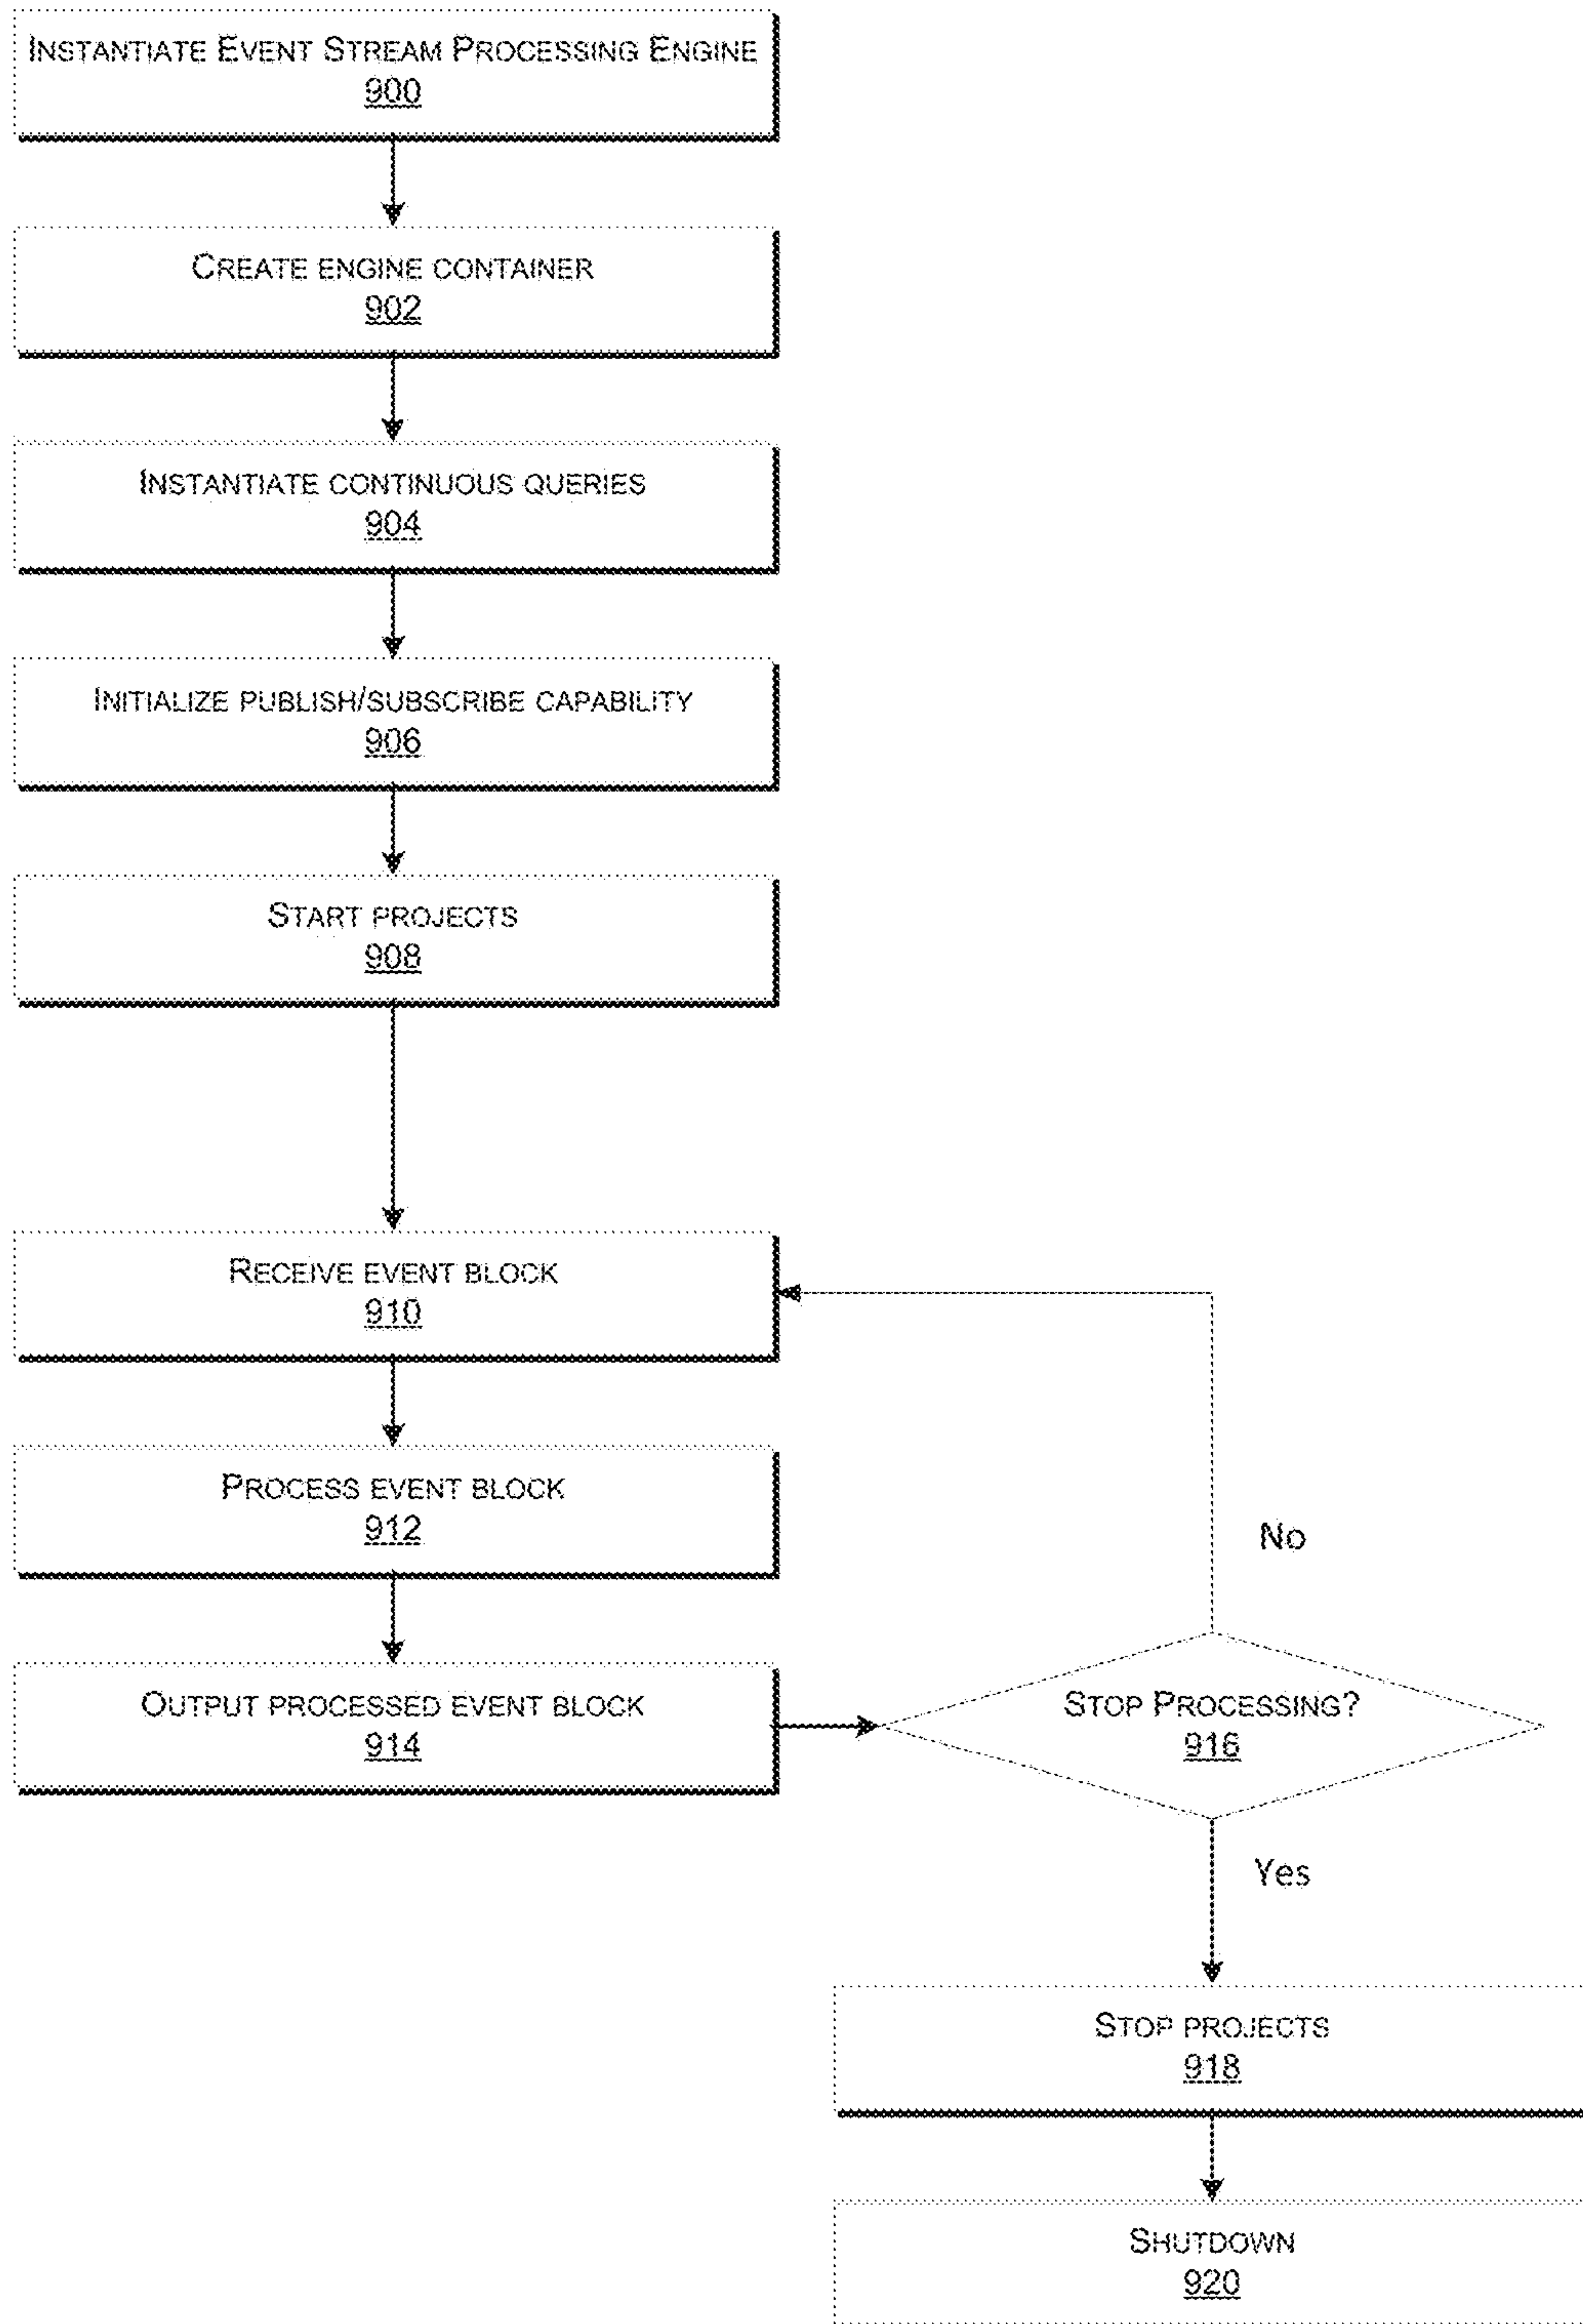 INSTANTIATE EVENT STREAM PROCESSING ENGINE
900
CREATE ENGINE CONTAINER
902
INSTANTIATE CONTINUOUS QUERIES
904
INITIALIZE PUBLISH/SUBSCRIBE CAPABILITY
906
START PROJECTS
908
RECEIVE EVENT BLOCK
910
PROCESS EVENT BLOCK
912
No
OUTPUT PROCESSED EVENT BLOCK
914
STOP PROCESSING?
916
Yes
STOP PROJECTS
918
SHUTDOWN
920